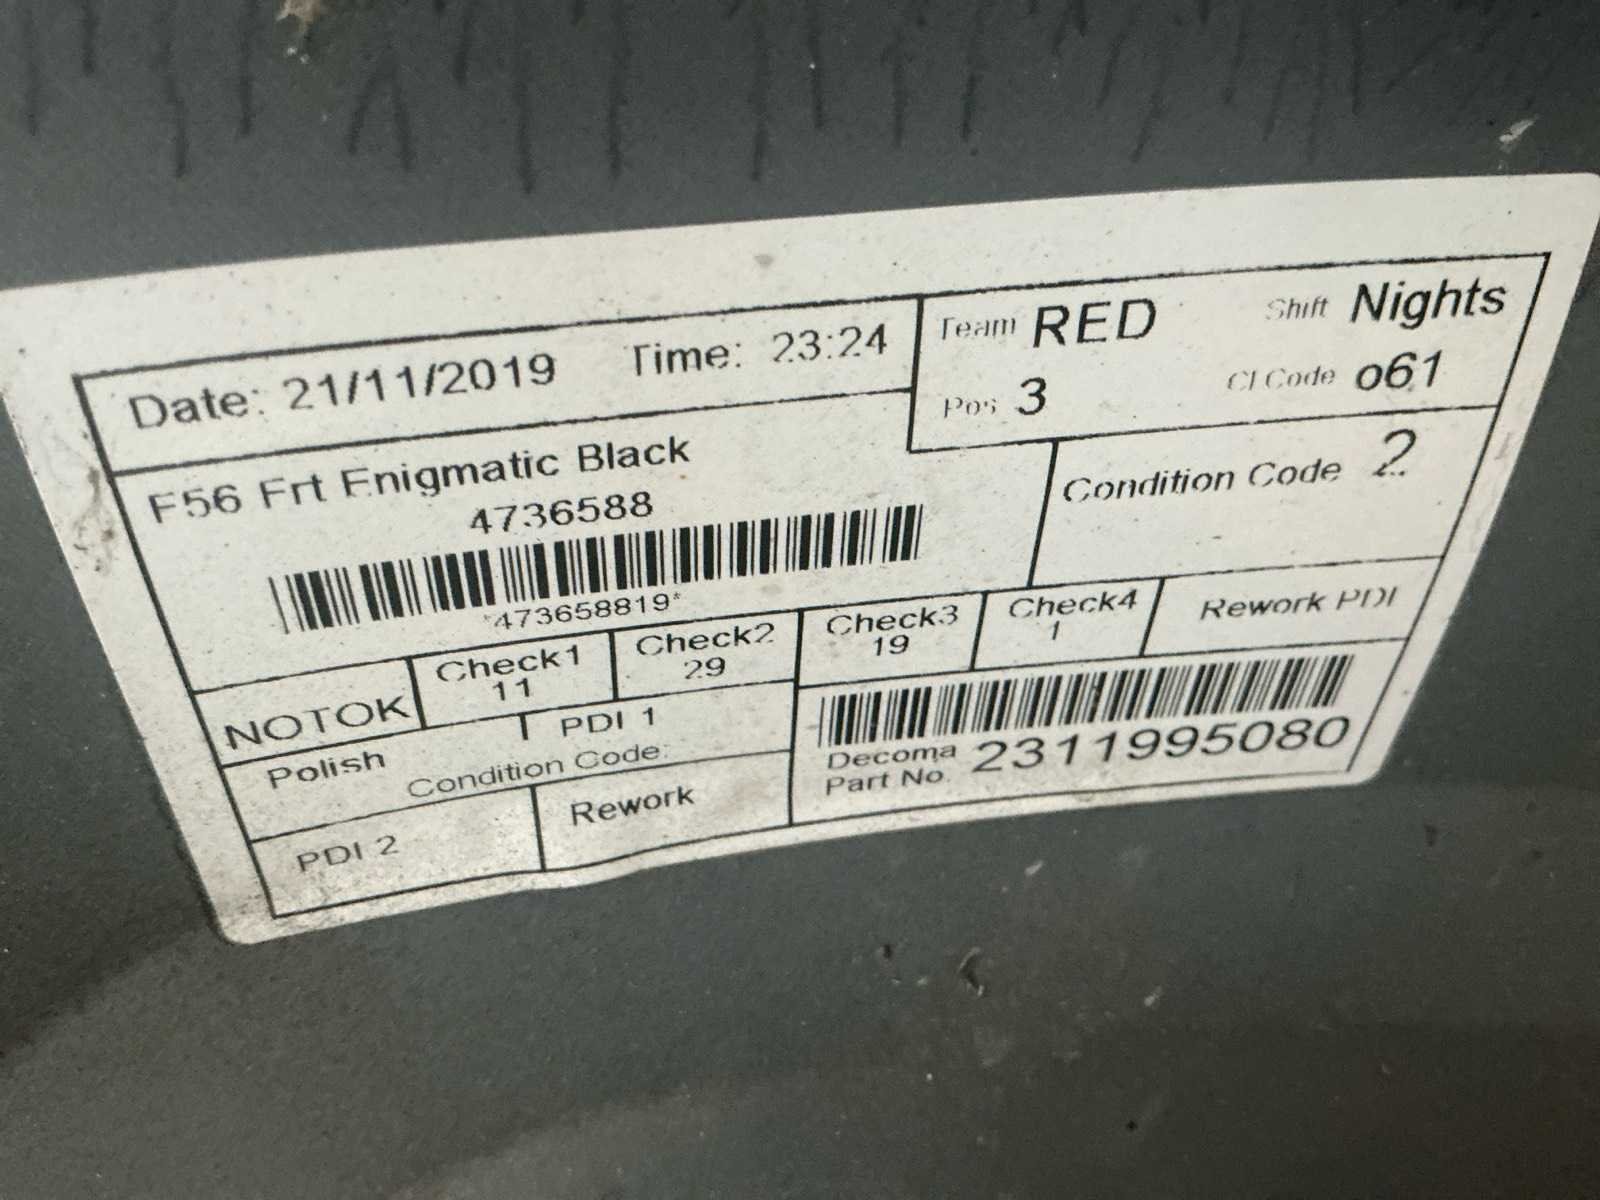 Date: 21/11/2019 Time: 23:24
Team RED Shift Nights
Pos 3 CI Code o61
F56 Frt Enigmatic Black
4736588
*473658819*
Condition Code 2
NOTOK
Check1
11
Check2
29
Check3
19
Check4
1
Rework PDI
Polish
PDI 1
Condition Code:
PDI 2
Rework
Decoma
Part No. 2311995080